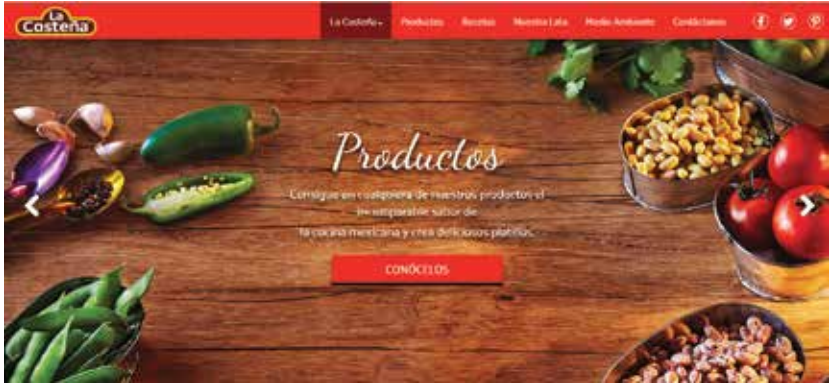 La
Costeña
La Costeña Productos Recetas Nuestra Lata Medio Ambiente Contáctanos
Productos
Consigue en cualquiera de nuestros productos el
incomparable sabor de
la cocina mexicana y crea deliciosos platillos.
CONÓCELOS